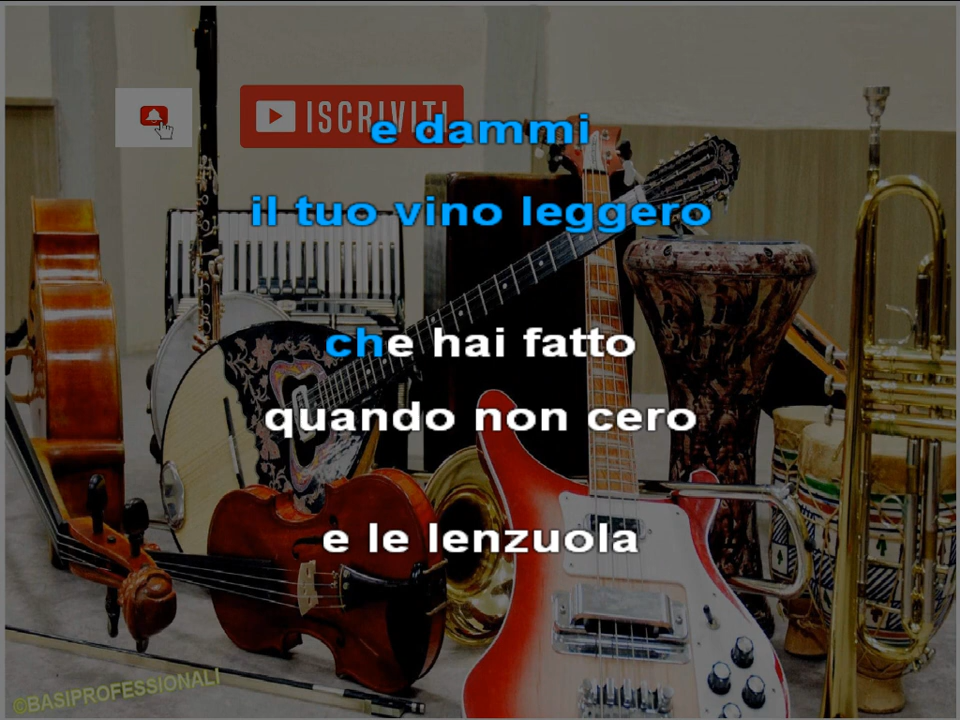 ISCRIVITI
e dammi
il tuo vino leggero
che hai fatto
quando non cero
e le lenzuola
©BASIPROFESSIONALI